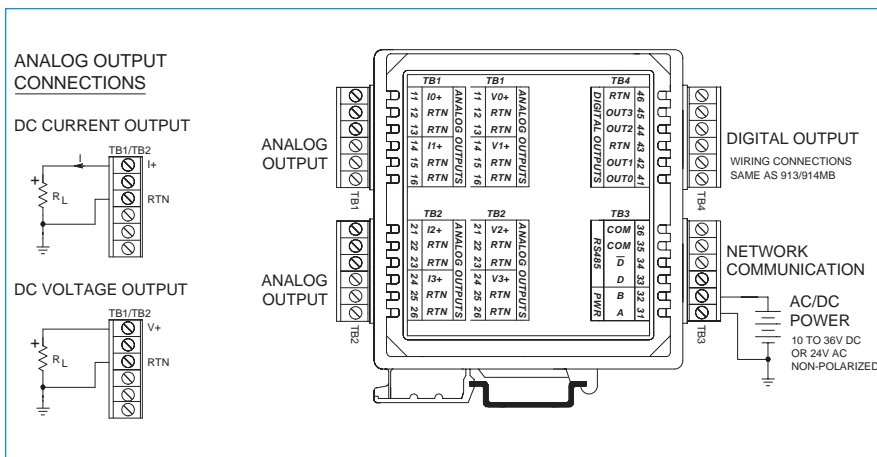 ANALOG OUTPUT
CONNECTIONS
DC CURRENT OUTPUT
TB1/TB2
I
I+
+
RL
RTN
DC VOLTAGE OUTPUT
TB1/TB2
V+
+
RL
RTN
ANALOG
OUTPUT
TB1
ANALOG
OUTPUT
TB2
TB1
11 I0+
12 RTN
13 RTN
14 I1+
15 RTN
16 RTN
ANALOG OUTPUTS
TB1
11 V0+
12 RTN
13 RTN
14 V1+
15 RTN
16 RTN
ANALOG OUTPUTS
TB4
DIGITAL OUTPUTS
RTN 46
OUT3 45
OUT2 44
RTN 43
OUT1 42
OUT0 41
TB2
21 I2+
22 RTN
23 RTN
24 I3+
25 RTN
26 RTN
ANALOG OUTPUTS
TB2
21 V2+
22 RTN
23 RTN
24 V3+
25 RTN
26 RTN
ANALOG OUTPUTS
TB3
RS485
COM 36
COM 35
D̅ 34
D 33
PWR
B 32
A 31
TB4
DIGITAL OUTPUT
WIRING CONNECTIONS
SAME AS 913/914MB
TB3
NETWORK
COMMUNICATION
AC/DC
POWER
10 TO 36V DC
OR 24V AC
NON-POLARIZED